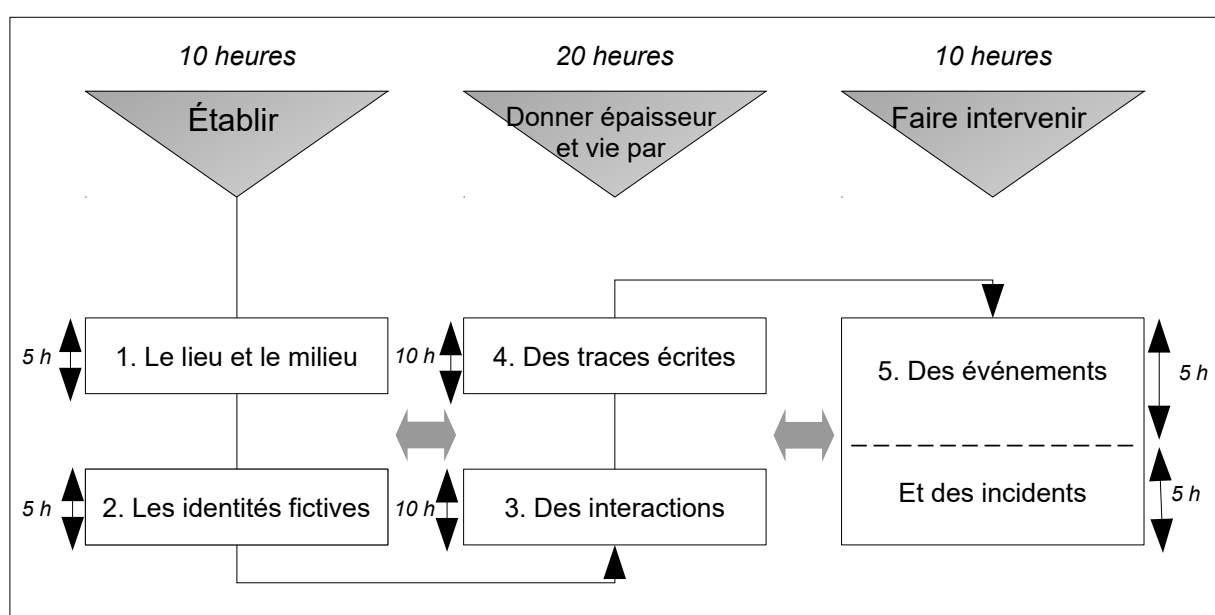 10 heures
20 heures
10 heures
Établir
Donner épaisseur
et vie par
Faire intervenir
5 h
1. Le lieu et le milieu
10 h
4. Des traces écrites
5. Des événements
5 h
5 h
2. Les identités fictives
10 h
3. Des interactions
Et des incidents
5 h